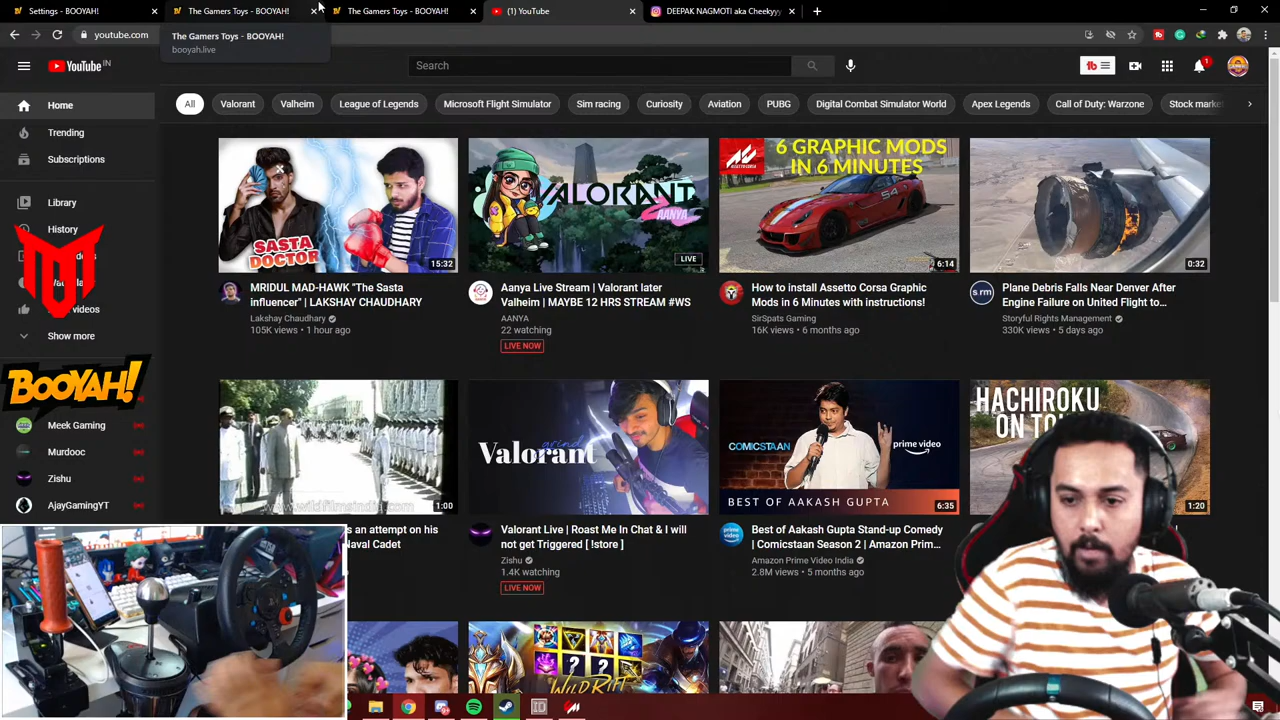 Settings - BOOYAH!
The Gamers Toys - BOOYAH!
The Gamers Toys - BOOYAH!
(1) YouTube
DEEPAK NAGMOTI aka Cheekyyy
youtube.com
The Gamers Toys - BOOYAH!
booyah.live
YouTube IN
Search
1
Home
Trending
Subscriptions
Library
History
Show more
BOOYAH!
Meek Gaming
Murdooc
Zishu
AjayGamingYT
All
Valorant
Valheim
League of Legends
Microsoft Flight Simulator
Sim racing
Curiosity
Aviation
PUBG
Digital Combat Simulator World
Apex Legends
Call of Duty: Warzone
Stock market
SASTA
DOCTOR
15:32
VALORANT
AANYA
LIVE
6 GRAPHIC MODS
IN 6 MINUTES
6:14
0:32
MRIDUL MAD-HAWK "The Sasta
influencer" | LAKSHAY CHAUDHARY
Lakshay Chaudhary
105K views • 1 hour ago
Aanya Live Stream | Valorant later
Valheim | MAYBE 12 HRS STREAM #WS
AANYA
22 watching
LIVE NOW
How to install Assetto Corsa Graphic
Mods in 6 Minutes with instructions!
SirSpats Gaming
16K views • 6 months ago
Plane Debris Falls Near Denver After
Engine Failure on United Flight to...
Storyful Rights Management
330K views • 5 days ago
1:00
grind
Valorant
COMICSTAAN
prime video
BEST OF AAKASH GUPTA
6:35
HACHIROKU
ON TO
1:20
an attempt on his
Naval Cadet
Valorant Live | Roast Me In Chat & I will
not get Triggered [ !store ]
Zishu
1.4K watching
LIVE NOW
Best of Aakash Gupta Stand-up Comedy
| Comicstaan Season 2 | Amazon Prim...
Amazon Prime Video India
2.8M views • 5 months ago
WILD RIFT